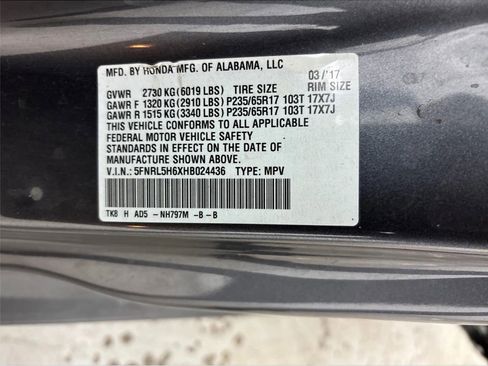 MFD. BY HONDA MFG. OF ALABAMA, LLC
03/'17
GVWR 2730 KG (6019 LBS) TIRE SIZE RIM SIZE
GAWR F 1320 KG (2910 LBS) P235/65R17 103T 17X7J
GAWR R 1515 KG (3340 LBS) P235/65R17 103T 17X7J
THIS VEHICLE CONFORMS TO ALL APPLICABLE
FEDERAL MOTOR VEHICLE SAFETY
STANDARDS IN EFFECT ON THE DATE OF
MANUFACTURE SHOWN ABOVE.
V.I.N.: 5FNRL5H6XHB024436 TYPE: MPV
TK8 H AD5 -NH797M -B-B